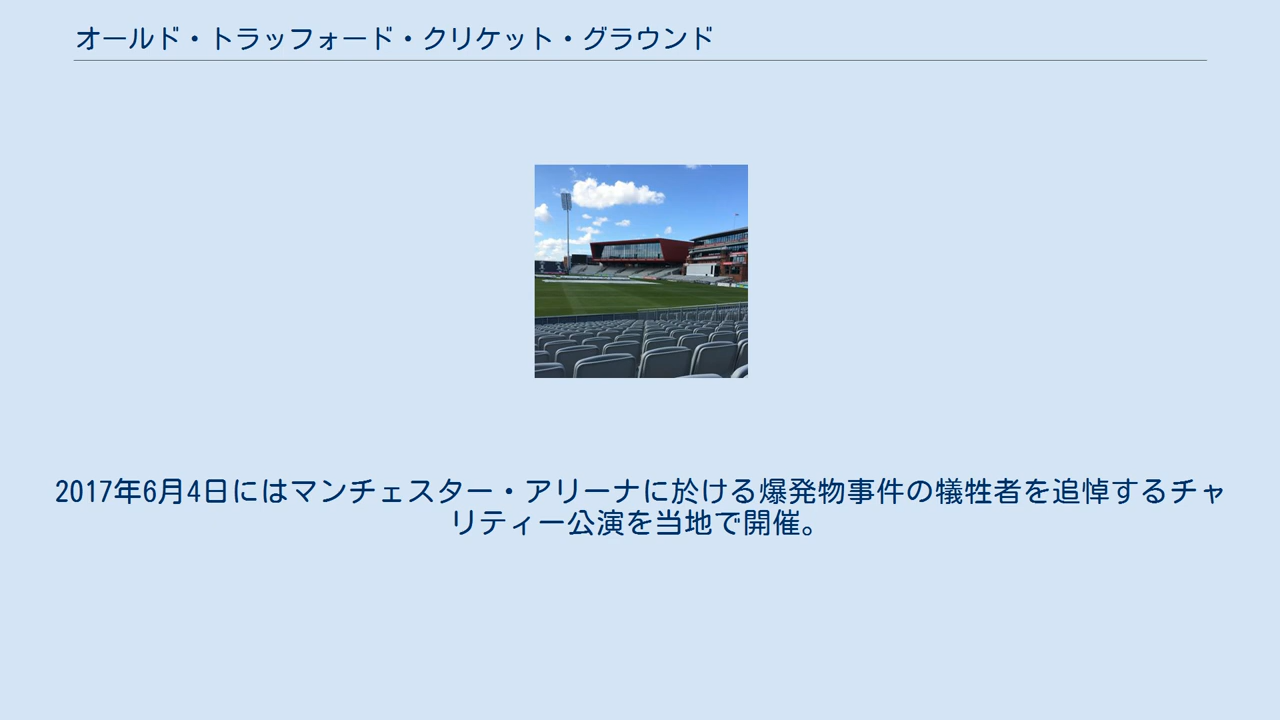 オールド・トラッフォード・クリケット・グラウンド
2017年6月4日にはマンチェスター・アリーナに於ける爆発物事件の犠牲者を追悼するチャ
リティー公演を当地で開催。